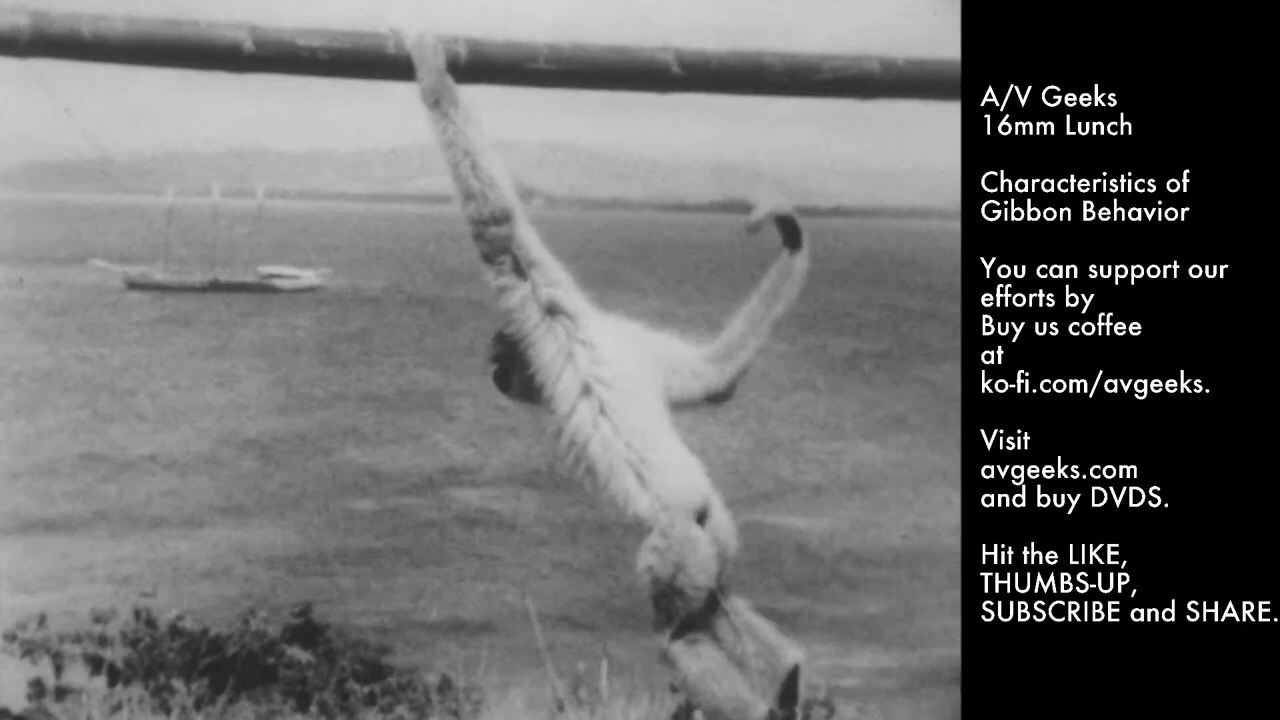 A/V Geeks
16mm Lunch
Characteristics of
Gibbon Behavior
You can support our
efforts by
Buy us coffee
at
ko-fi.com/avgeeks.
Visit
avgeeks.com
and buy DVDS.
Hit the LIKE,
THUMBS-UP,
SUBSCRIBE and SHARE.